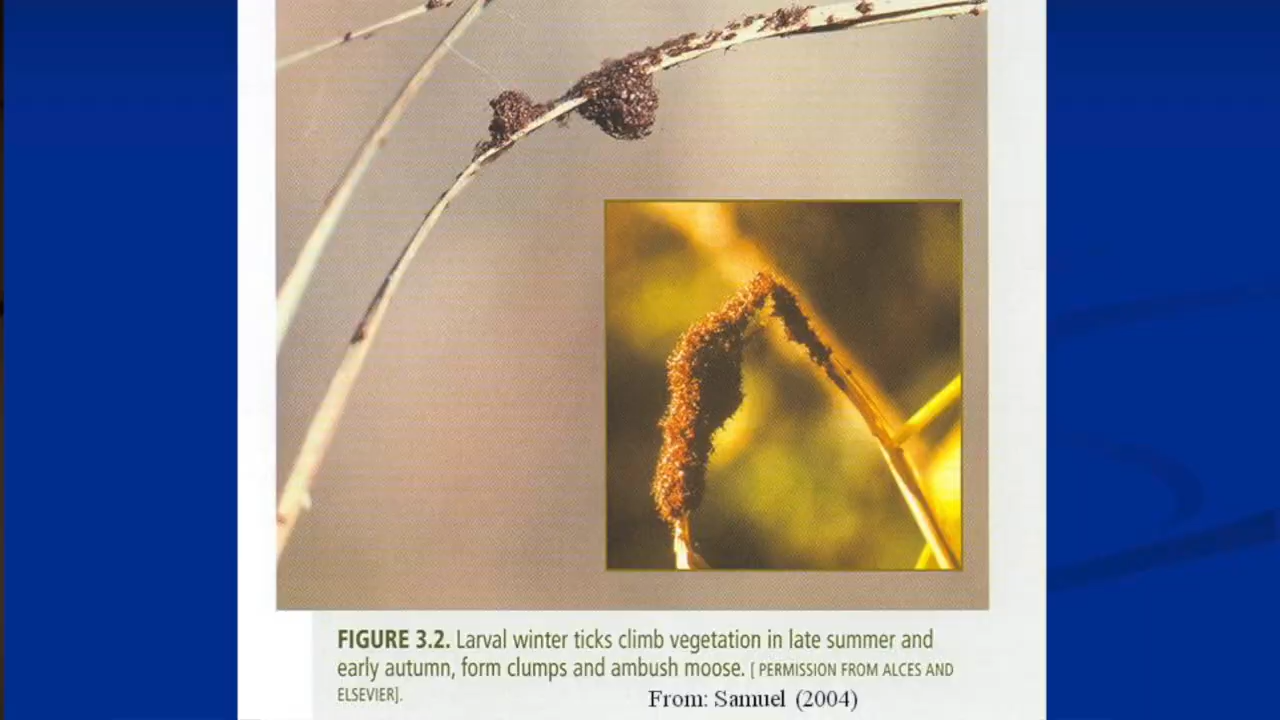 FIGURE 3.2. Larval winter ticks climb vegetation in late summer and
early autumn, form clumps and ambush moose. [ PERMISSION FROM ALCES AND
ELSEVIER].
From: Samuel (2004)